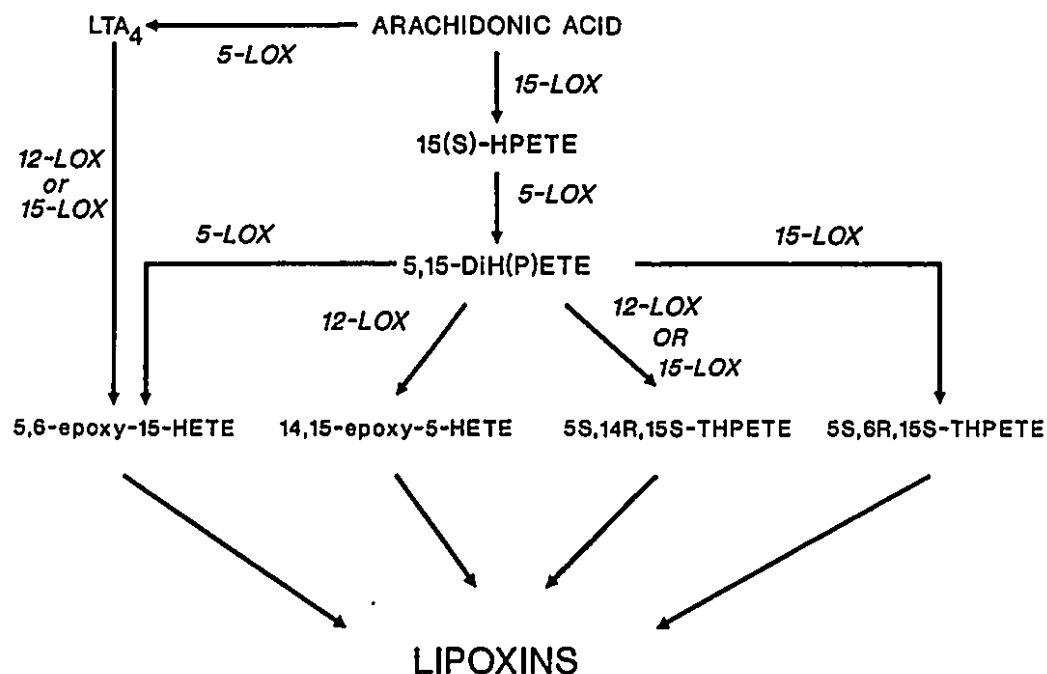 LTA4
ARACHIDONIC ACID
5-LOX
15-LOX
15(S)-HPETE
12-LOX
or
15-LOX
5-LOX
5-LOX
15-LOX
5,15-DiH(P)ETE
12-LOX
12-LOX
OR
15-LOX
5,6-epoxy-15-HETE
14,15-epoxy-5-HETE
5S,14R,15S-THPETE
5S,6R,15S-THPETE
LIPOXINS